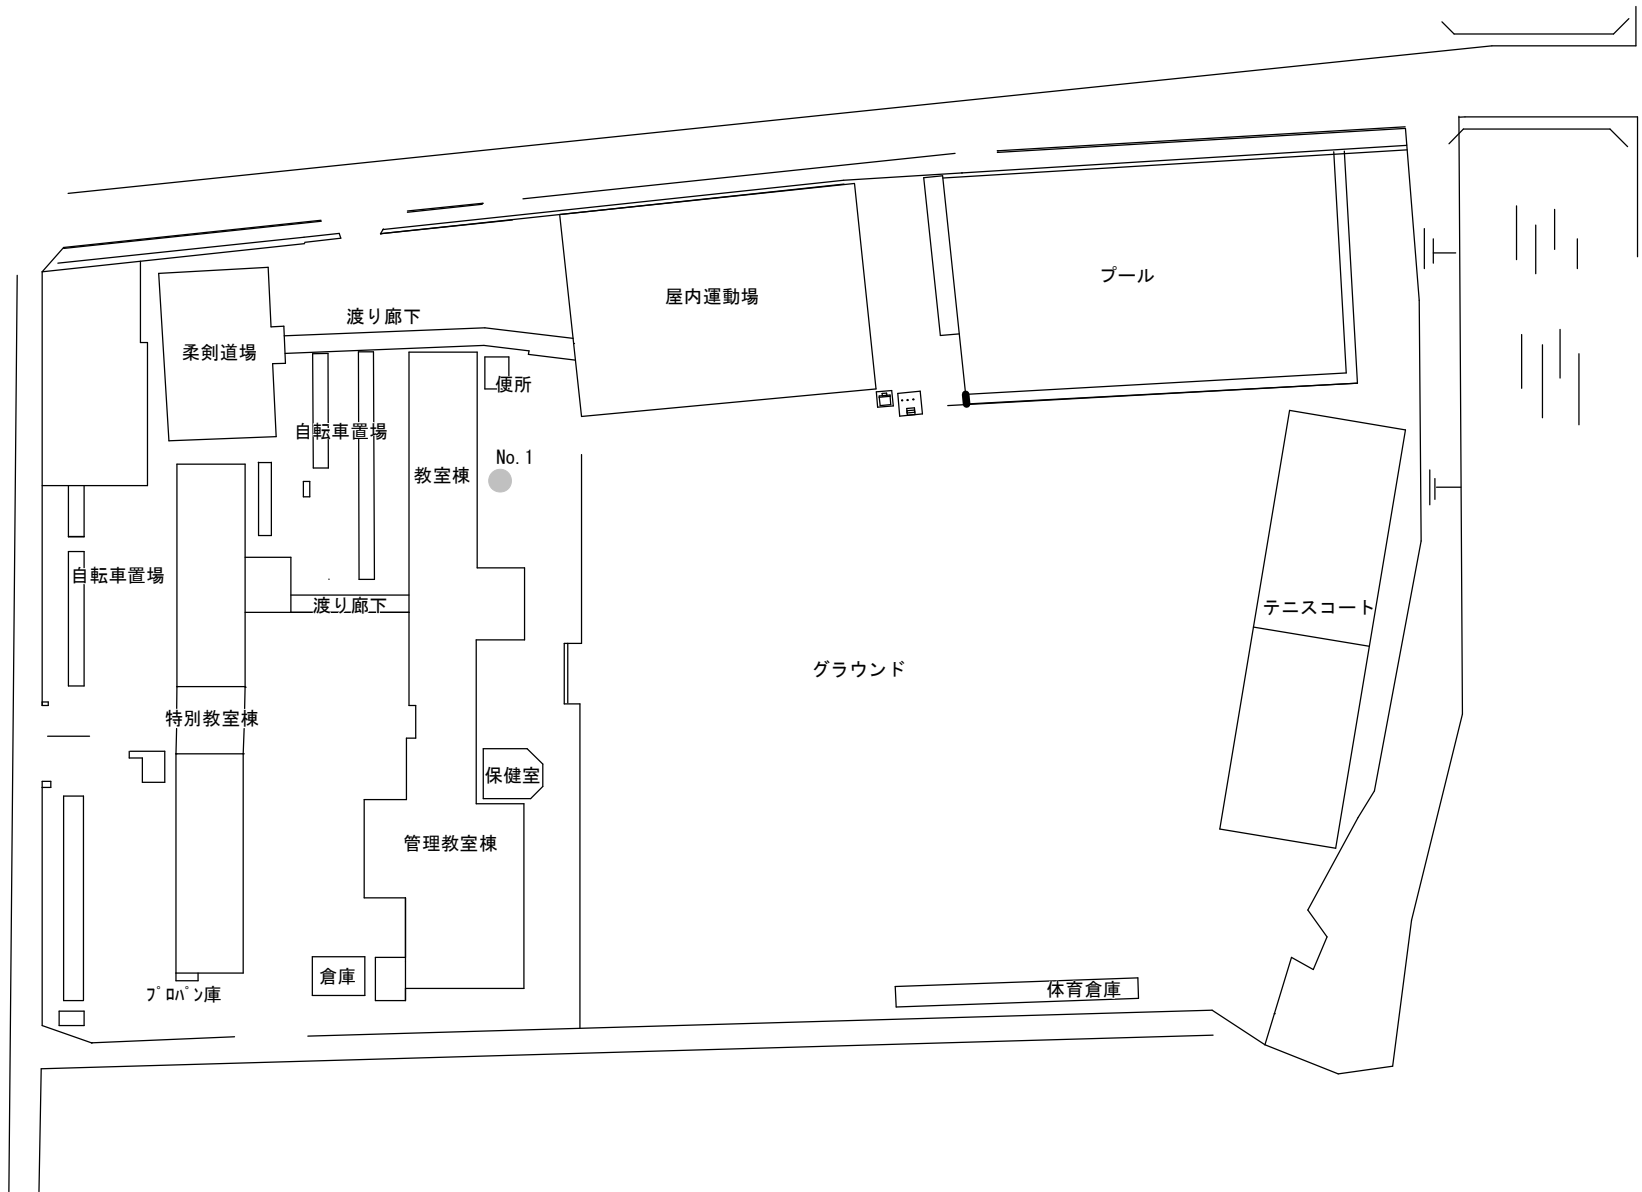 プール
屋内運動場
渡り廊下
柔剣道場
便所
自転車置場
No.1
教室棟
自転車置場
渡り廊下
テニスコート
グラウンド
特別教室棟
保健室
管理教室棟
倉庫
ﾌﾟﾛﾊﾟﾝ庫
体育倉庫